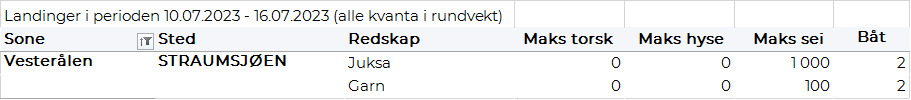 Landinger i perioden 10.07.2023 - 16.07.2023 (alle kvanta i rundvekt)
Sone Sted Redskap Maks torsk Maks hyse Maks sei Båt
Vesterålen STRAUMSJØEN Juksa 0 0 1 000 2
Garn 0 0 100 2